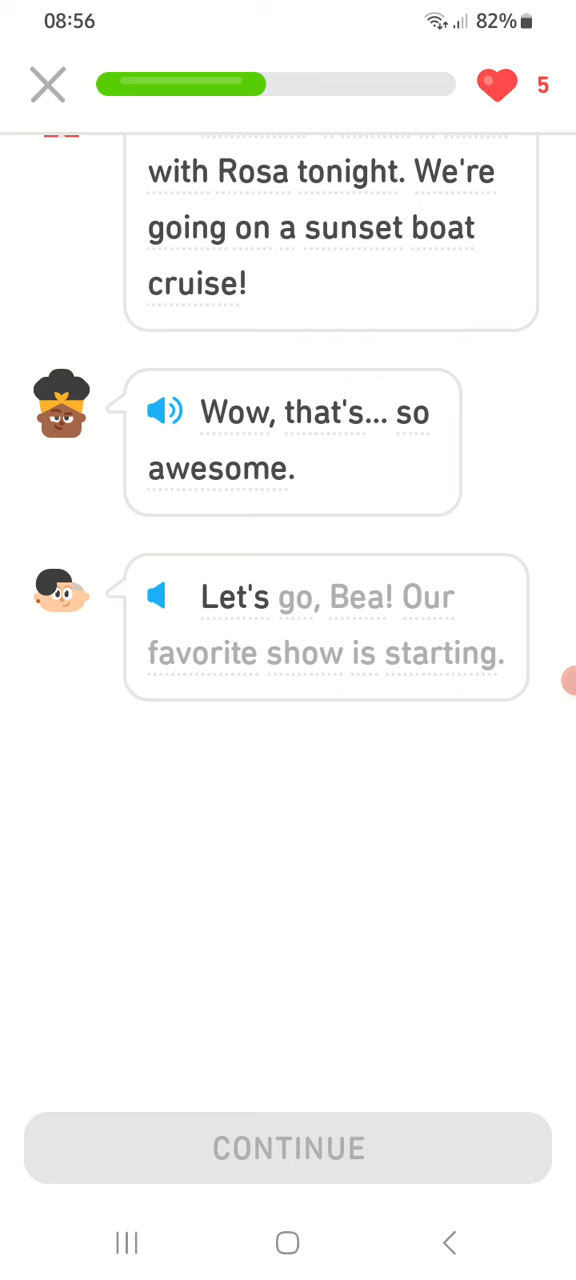 08:56
82%
5
with Rosa tonight. We're
going on a sunset boat
cruise!
Wow, that's... so
awesome.
Let's go, Bea! Our
favorite show is starting.
CONTINUE